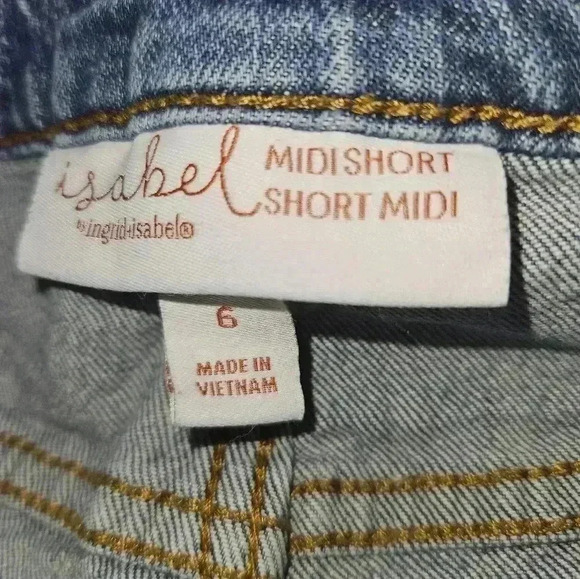 isabel
by ingrid+isabel®
MIDI SHORT
SHORT MIDI
6
MADE IN
VIETNAM